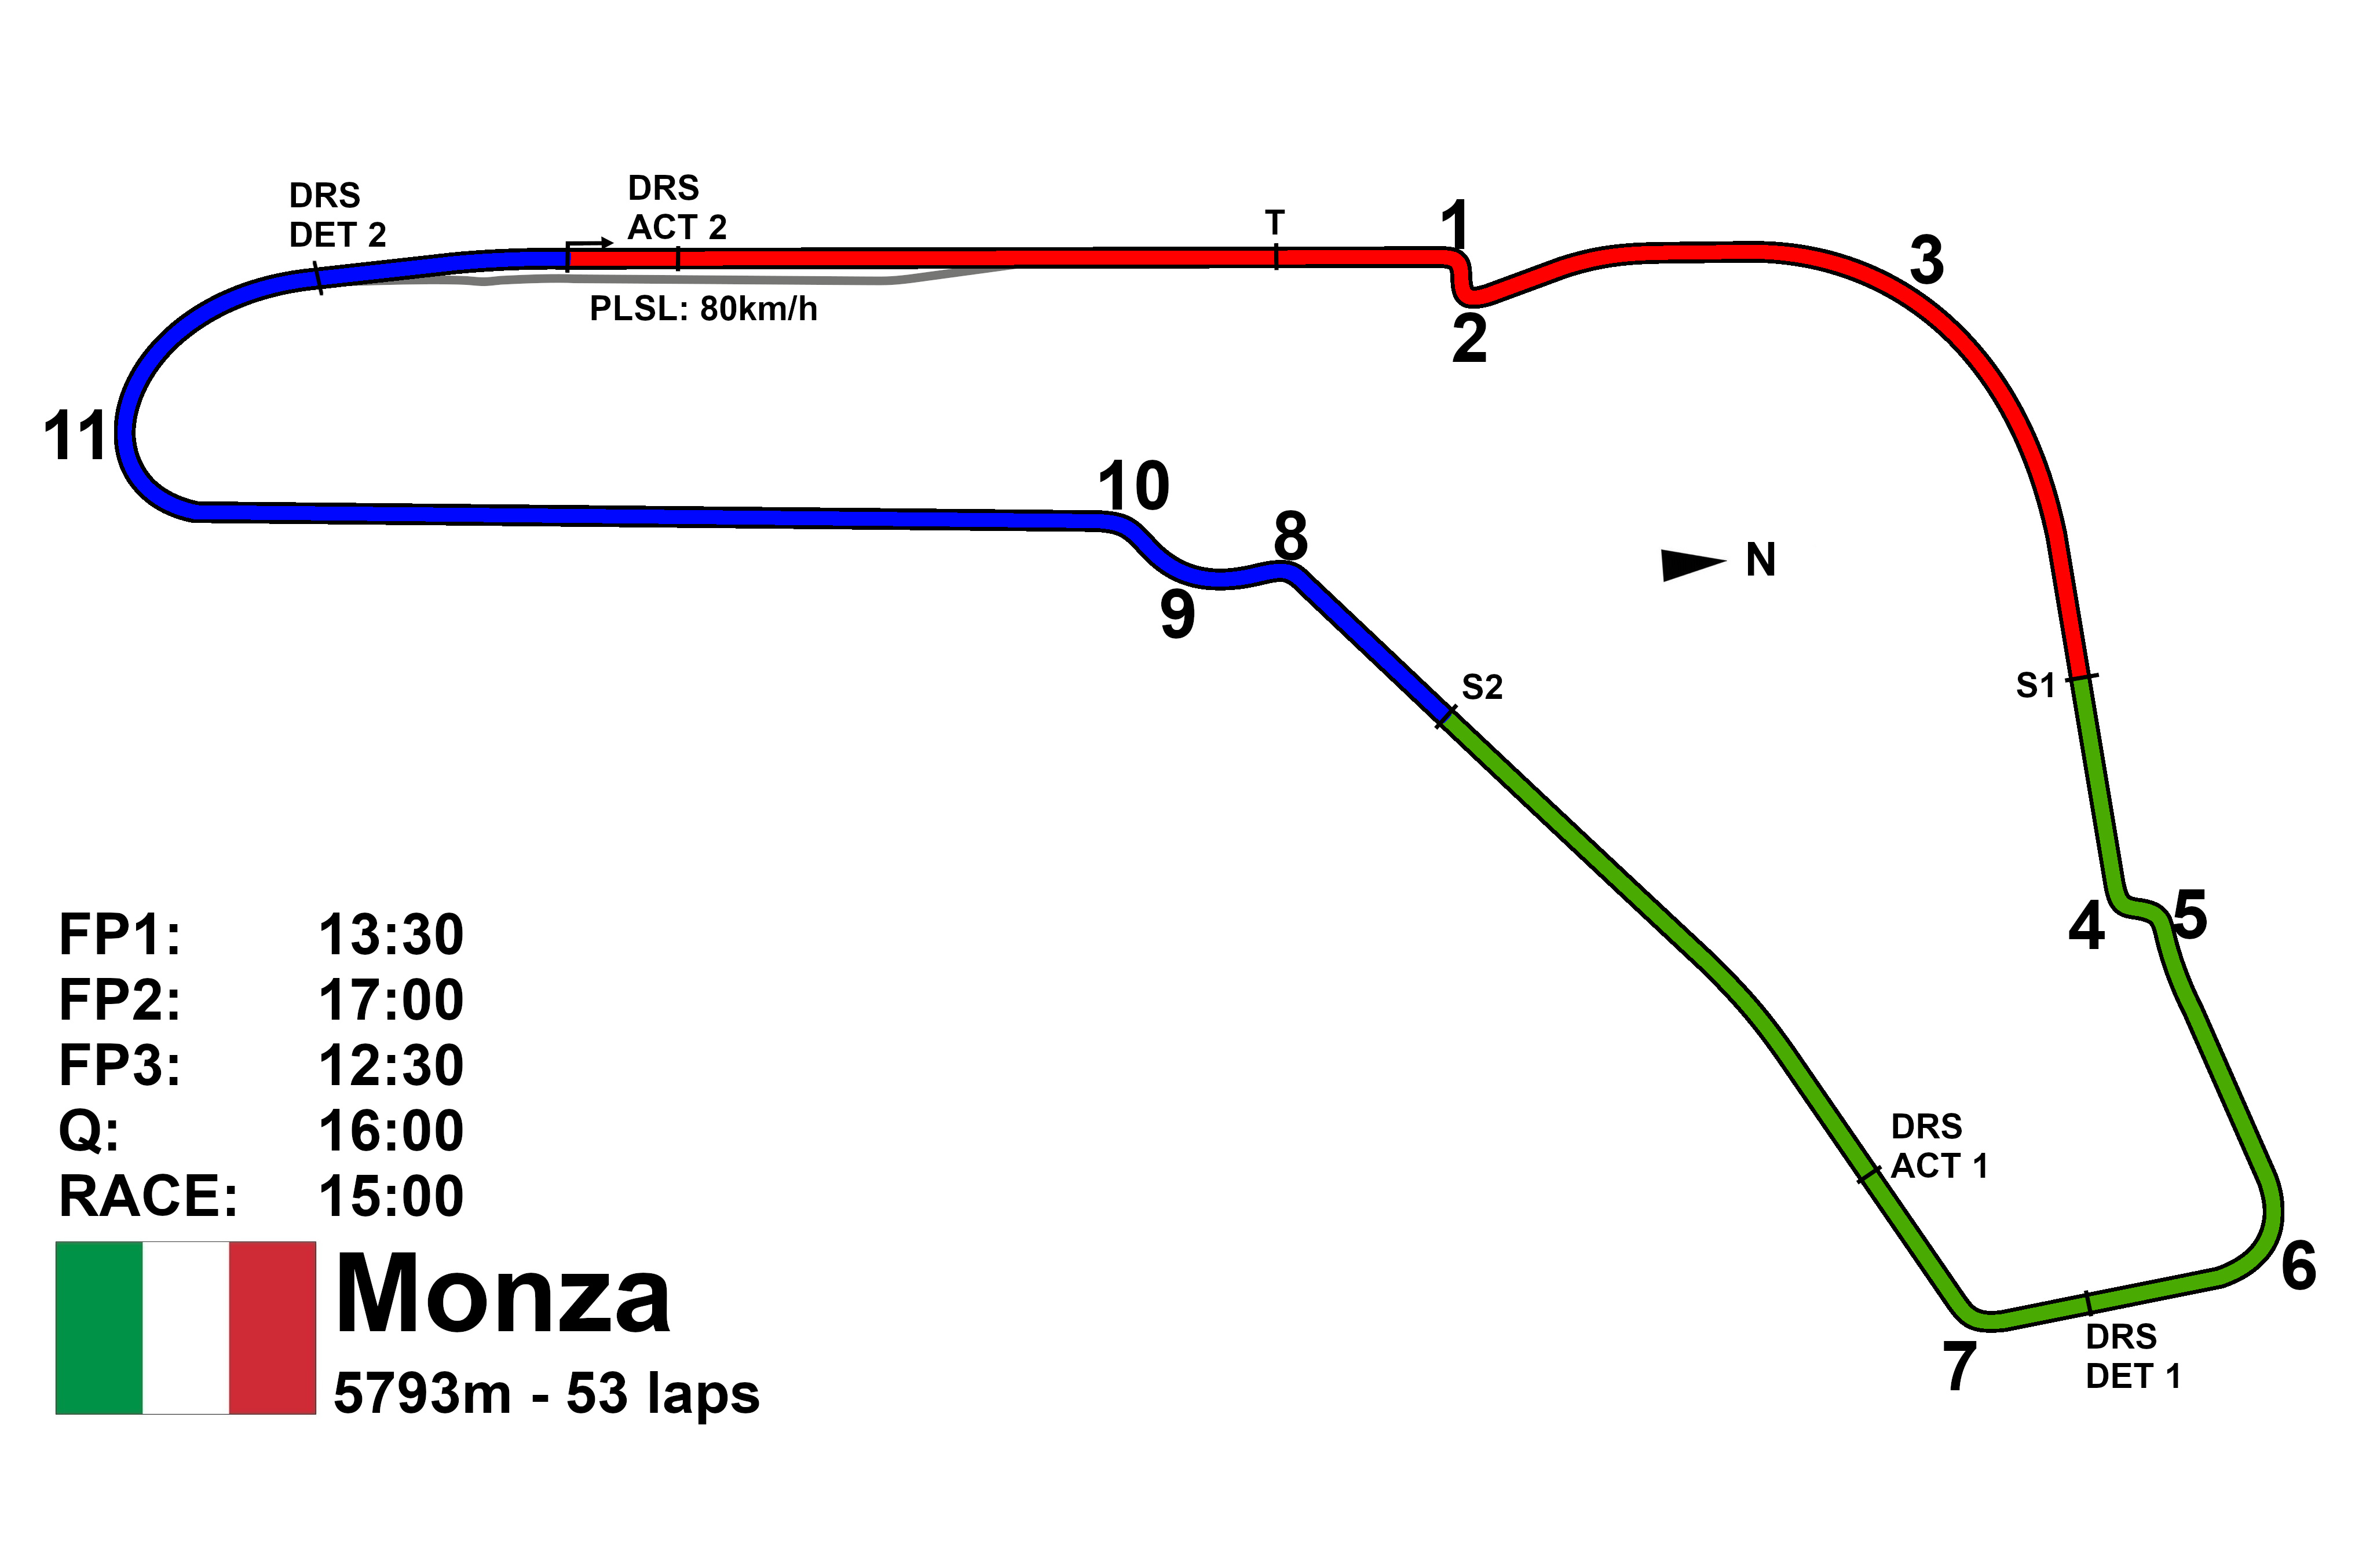 DRS
DET 2
DRS
ACT 2
T
1
3
PLSL: 80km/h
2
11
10
8
N
9
S2
S1
4
5
FP1: 13:30
FP2: 17:00
FP3: 12:30
Q: 16:00
RACE: 15:00
DRS
ACT 1
6
DRS
DET 1
7
Monza
5793m - 53 laps